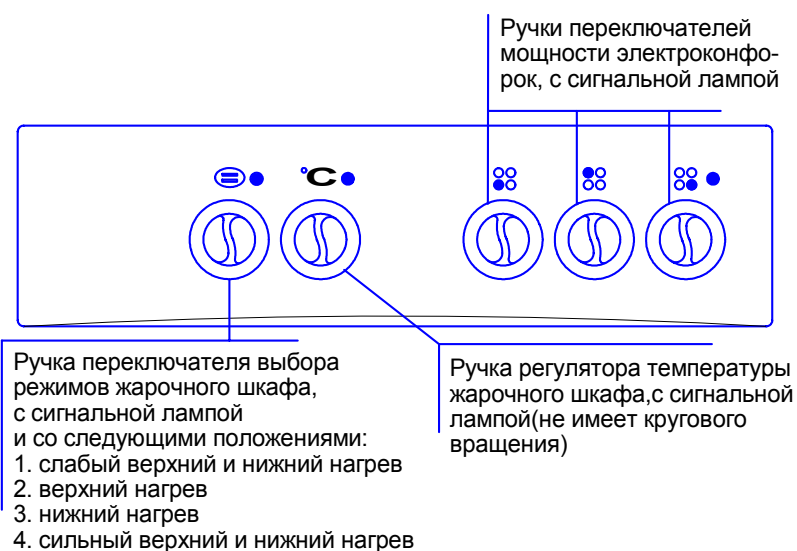 Ручки переключателей
мощности электроконфо-
рок, с сигнальной лампой
°C
Ручка переключателя выбора
режимов жарочного шкафа,
с сигнальной лампой
и со следующими положениями:
1. слабый верхний и нижний нагрев
2. верхний нагрев
3. нижний нагрев
4. сильный верхний и нижний нагрев
Ручка регулятора температуры
жарочного шкафа,с сигнальной
лампой(не имеет кругового
вращения)